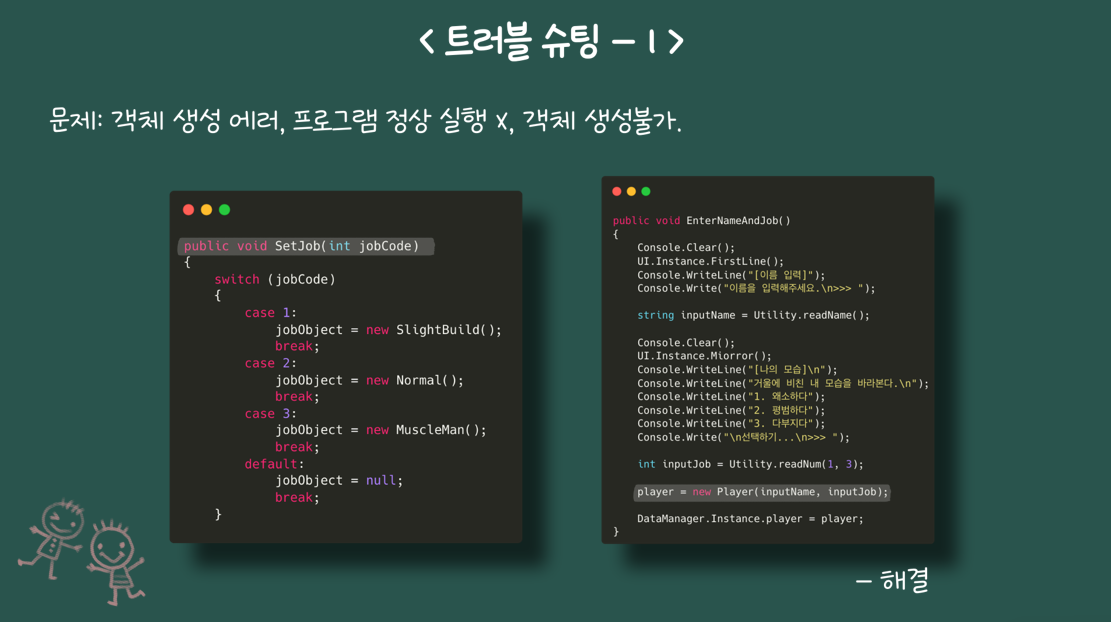 < 트러블 슈팅 - 1 >
문제: 객체 생성 에러, 프로그램 정상 실행 x, 객체 생성불가.
public void SetJob(int jobCode)
{
switch (jobCode)
{
case 1:
jobObject = new SlightBuild();
break;
case 2:
jobObject = new Normal();
break;
case 3:
jobObject = new MuscleMan();
break;
default:
jobObject = null;
break;
}
public void EnterNameAndJob()
{
Console.Clear();
UI.Instance.FirstLine();
Console.WriteLine("[이름 입력]");
Console.Write("이름을 입력해주세요.\n>>> ");
string inputName = Utility.readName();
Console.Clear();
UI.Instance.Miorror();
Console.WriteLine("[나의 모습]\n");
Console.WriteLine("거울에 비친 내 모습을 바라본다.\n");
Console.WriteLine("1. 왜소하다");
Console.WriteLine("2. 평범하다");
Console.WriteLine("3. 다부지다");
Console.Write("\n선택하기...\n>>> ");
int inputJob = Utility.readNum(1, 3);
player = new Player(inputName, inputJob);
DataManager.Instance.player = player;
}
- 해결